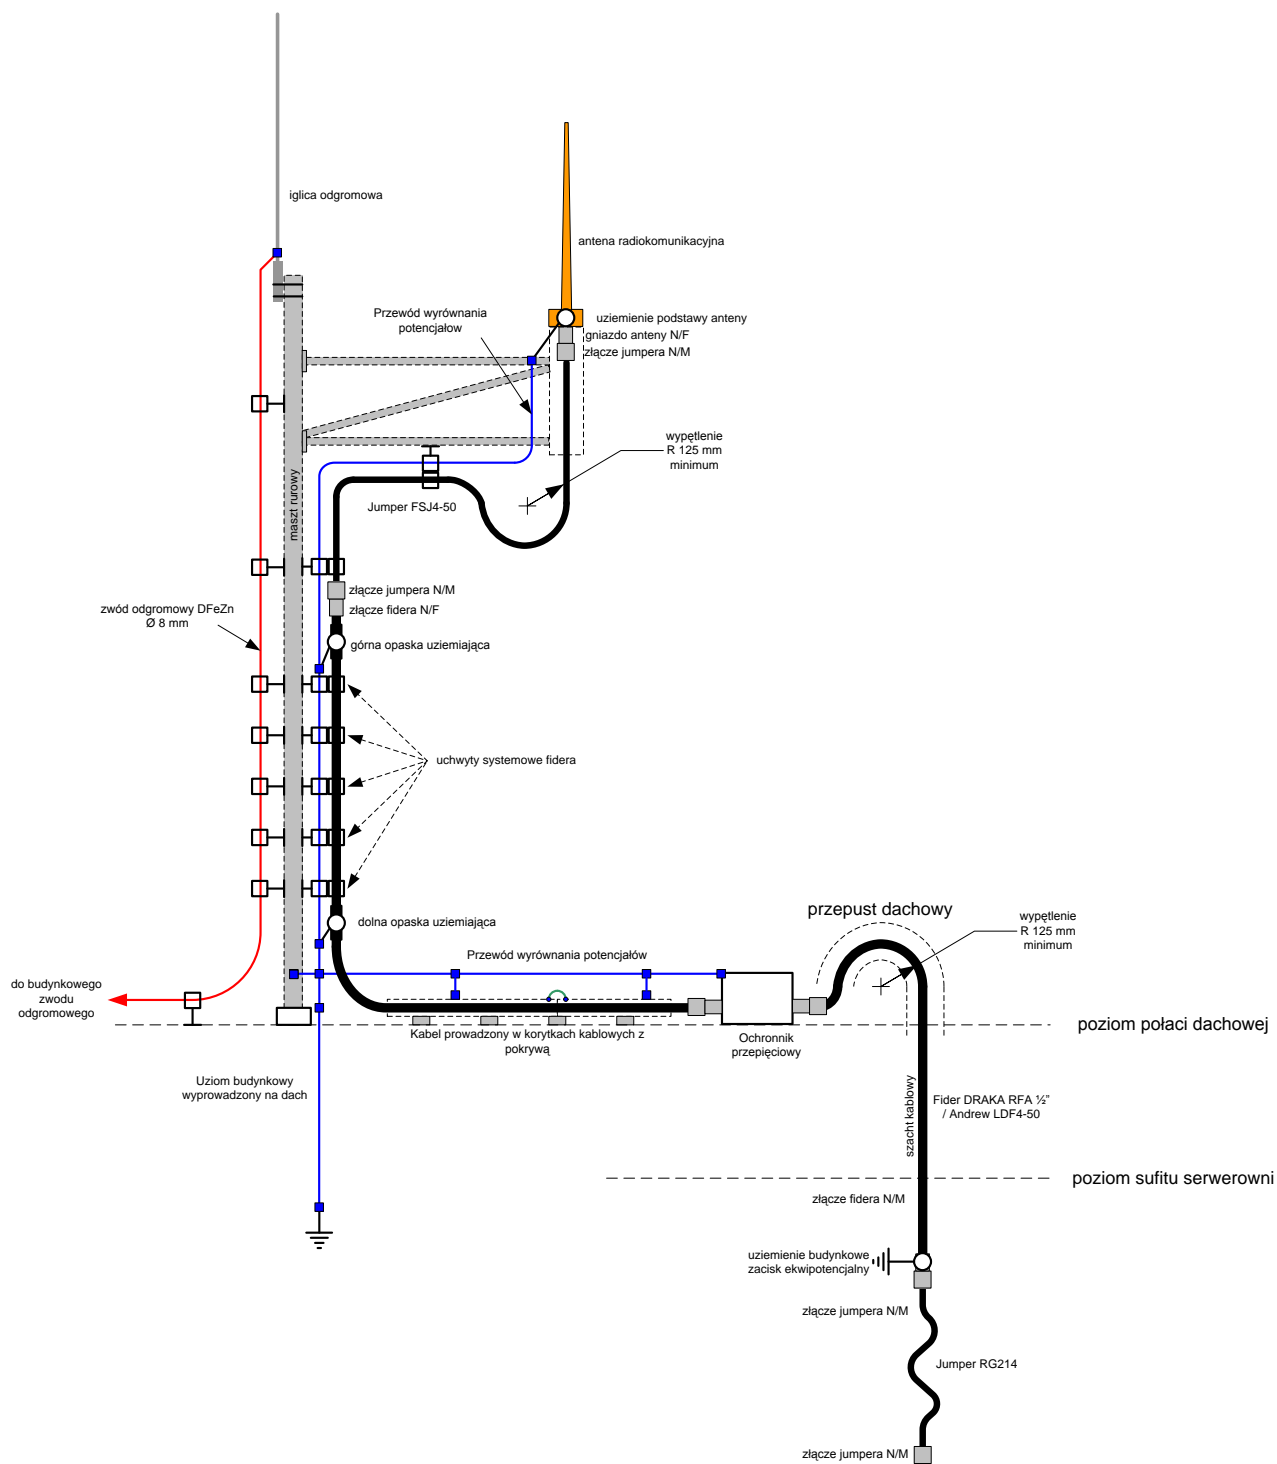 iglica odgromowa
antena radiokomunikacyjna
Przewód wyrównania
potencjałow
uziemienie podstawy anteny
gniazdo anteny N/F
złącze jumpera N/M
wypętlenie
R 125 mm
minimum
maszt rurowy
Jumper FSJ4-50
złącze jumpera N/M
złącze fidera N/F
zwód odgromowy DFeZn
Ø 8 mm
górna opaska uziemiająca
uchwyty systemowe fidera
dolna opaska uziemiająca
przepust dachowy
wypętlenie
R 125 mm
minimum
Przewód wyrównania potencjałów
do budynkowego
zwodu
odgromowego
poziom połaci dachowej
Kabel prowadzony w korytkach kablowych z
pokrywą
Ochronnik
przepięciowy
Uziom budynkowy
wyprowadzony na dach
szacht kablowy
Fider DRAKA RFA ½”
/ Andrew LDF4-50
poziom sufitu serwerowni
złącze fidera N/M
uziemienie budynkowe
zacisk ekwipotencjalny
złącze jumpera N/M
Jumper RG214
złącze jumpera N/M